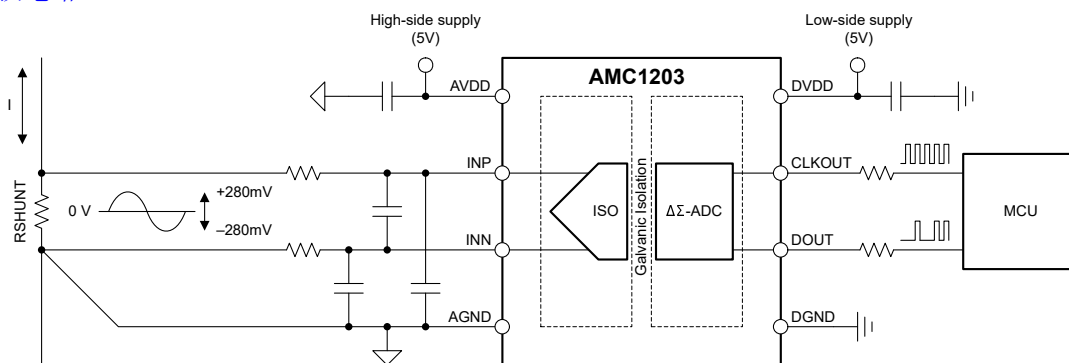 High-side supply
(5V)
Low-side supply
(5V)
AMC1203
AVDD
DVDD
I
INP
CLKOUT
RSHUNT
0 V
+280mV
–280mV
ISO
Galvanic Isolation
ΔΣ-ADC
MCU
INN
DOUT
AGND
DGND